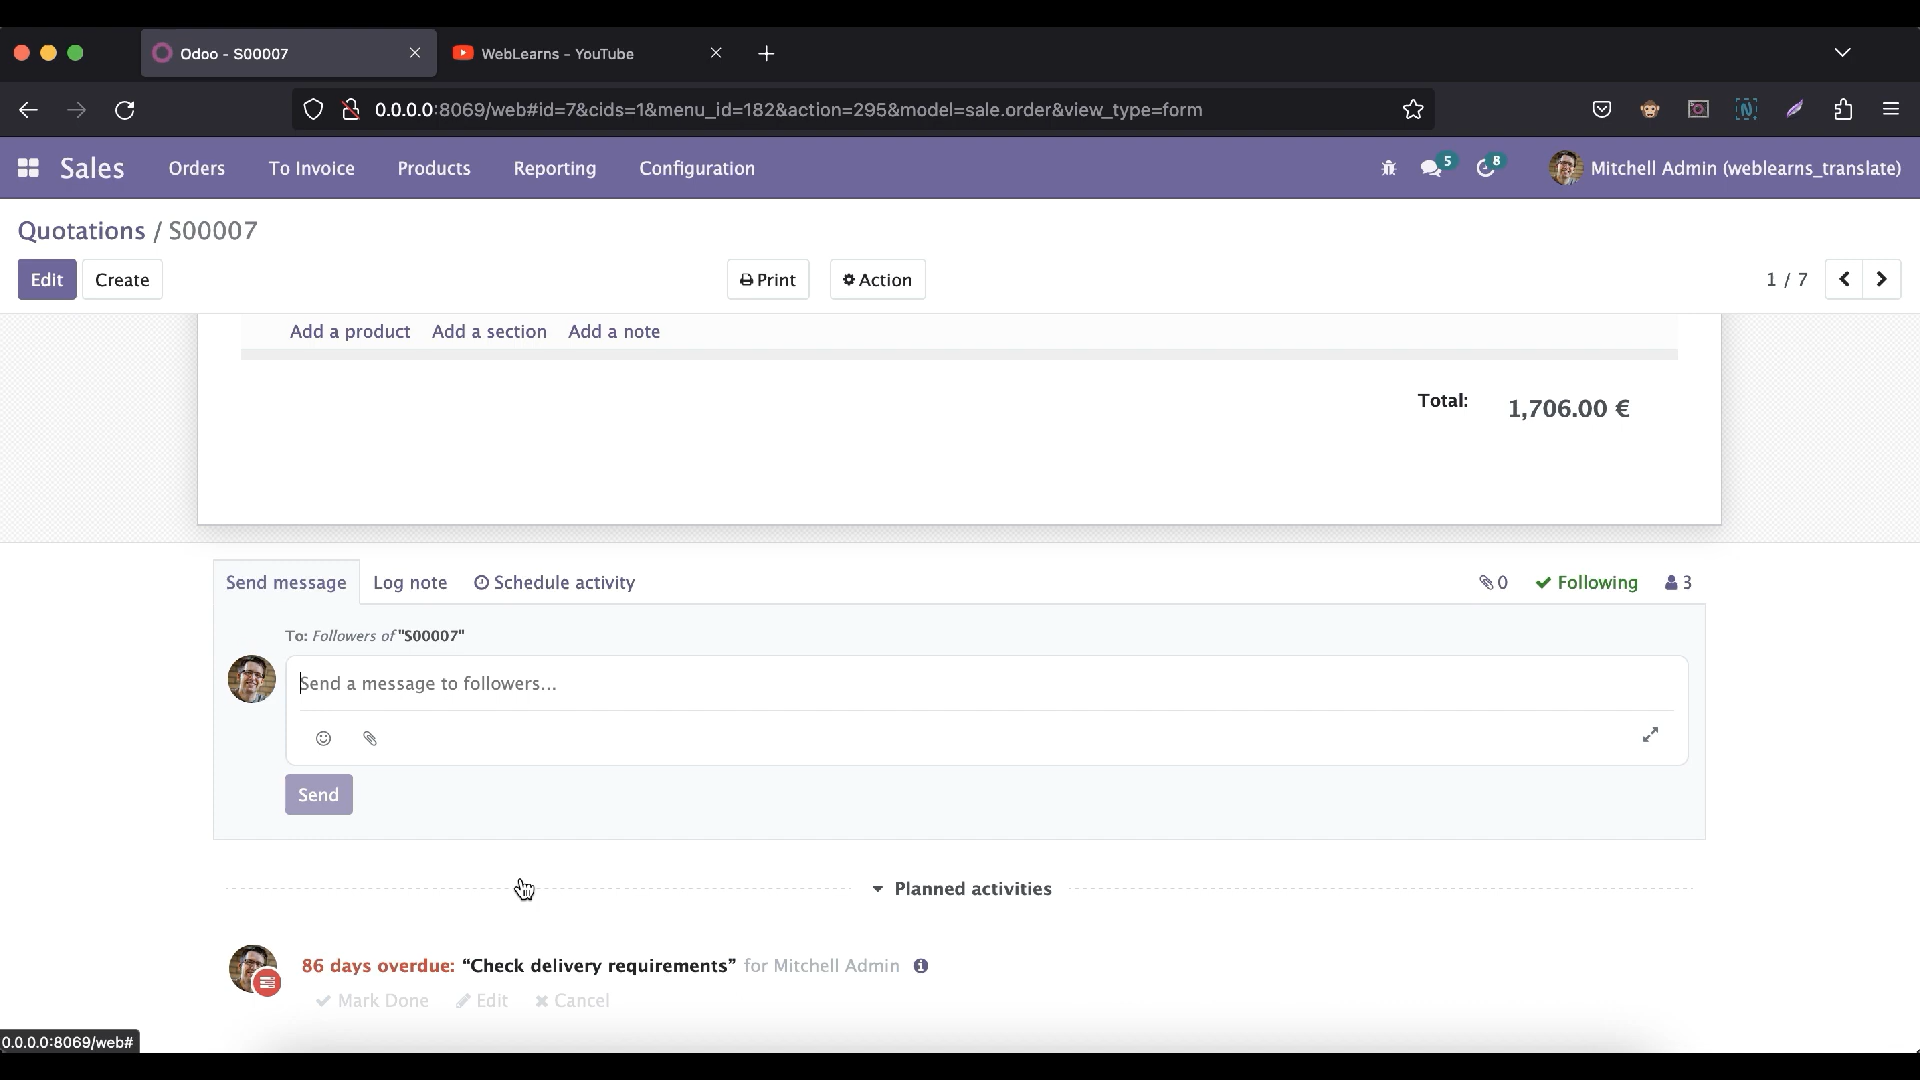 Odoo - S00007
WebLearns - YouTube
0.0.0.0:8069/web#id=7&cids=1&menu_id=182&action=295&model=sale.order&view_type=form
Sales Orders To Invoice Products Reporting Configuration 5 8 Mitchell Admin (weblearns_translate)
Quotations / S00007
Edit Create Print Action 1 / 7
Add a product Add a section Add a note
Total: 1,706.00 €
Send message Log note Schedule activity 0 Following 3
To: Followers of "S00007"
Send a message to followers...
Send
Planned activities
86 days overdue: “Check delivery requirements” for Mitchell Admin
Mark Done Edit Cancel
0.0.0.0:8069/web#